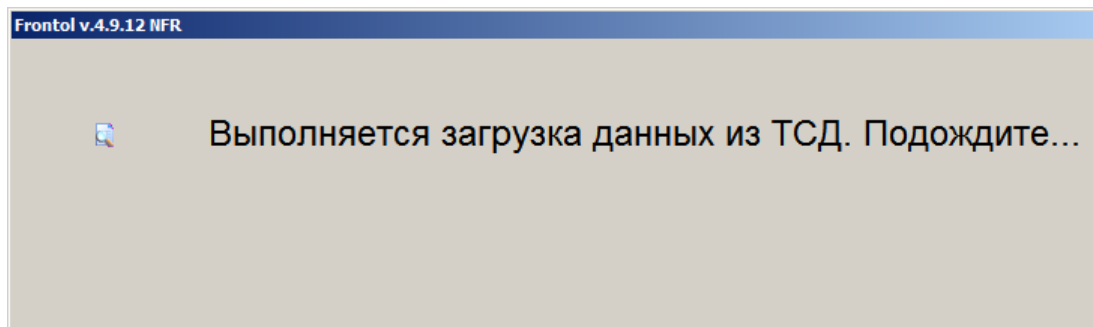 Frontol v.4.9.12 NFR
Выполняется загрузка данных из ТСД. Подождите...